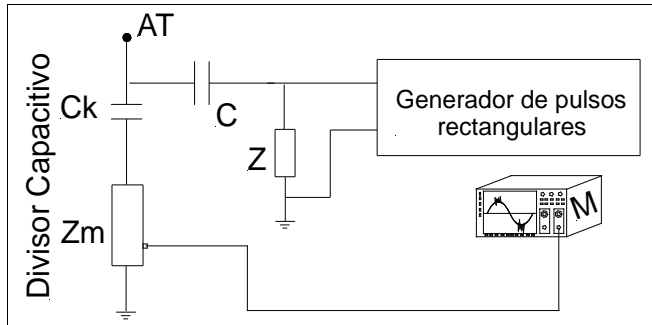 AT
Divisor Capacitivo
Ck
C
Generador de pulsos
rectangulares
Z
Zm
M